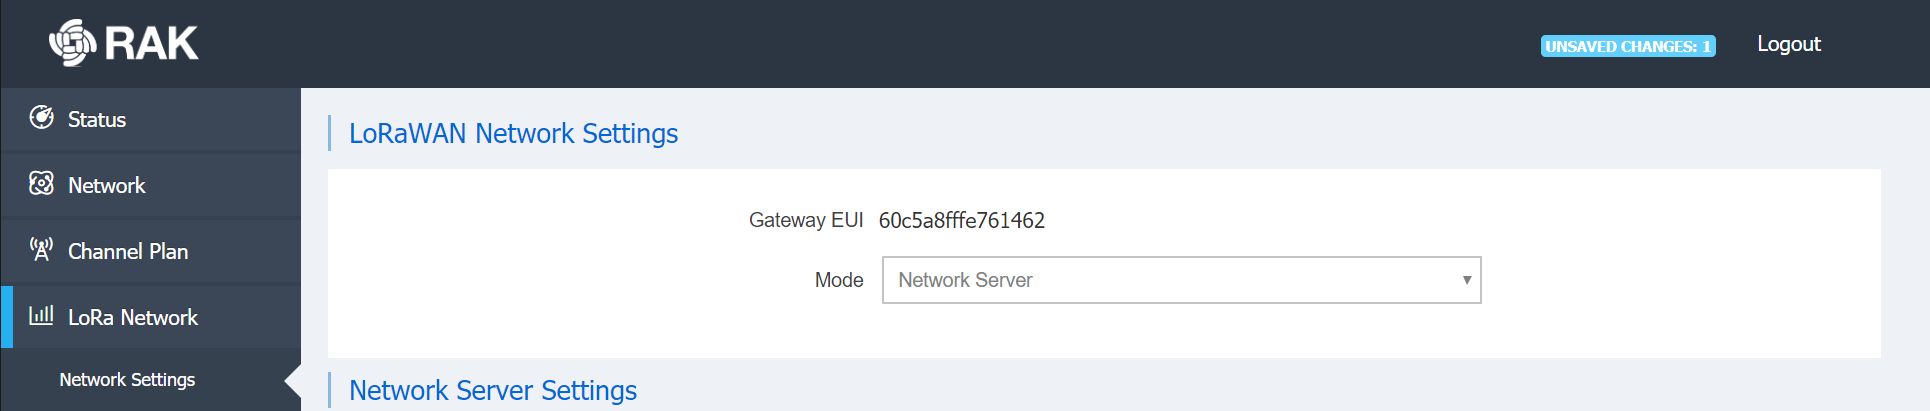 RAK
UNSAVED CHANGES: 1
Logout
Status
Network
Channel Plan
LoRa Network
Network Settings
LoRaWAN Network Settings
Gateway EUI 60c5a8fffe761462
Mode Network Server
Network Server Settings